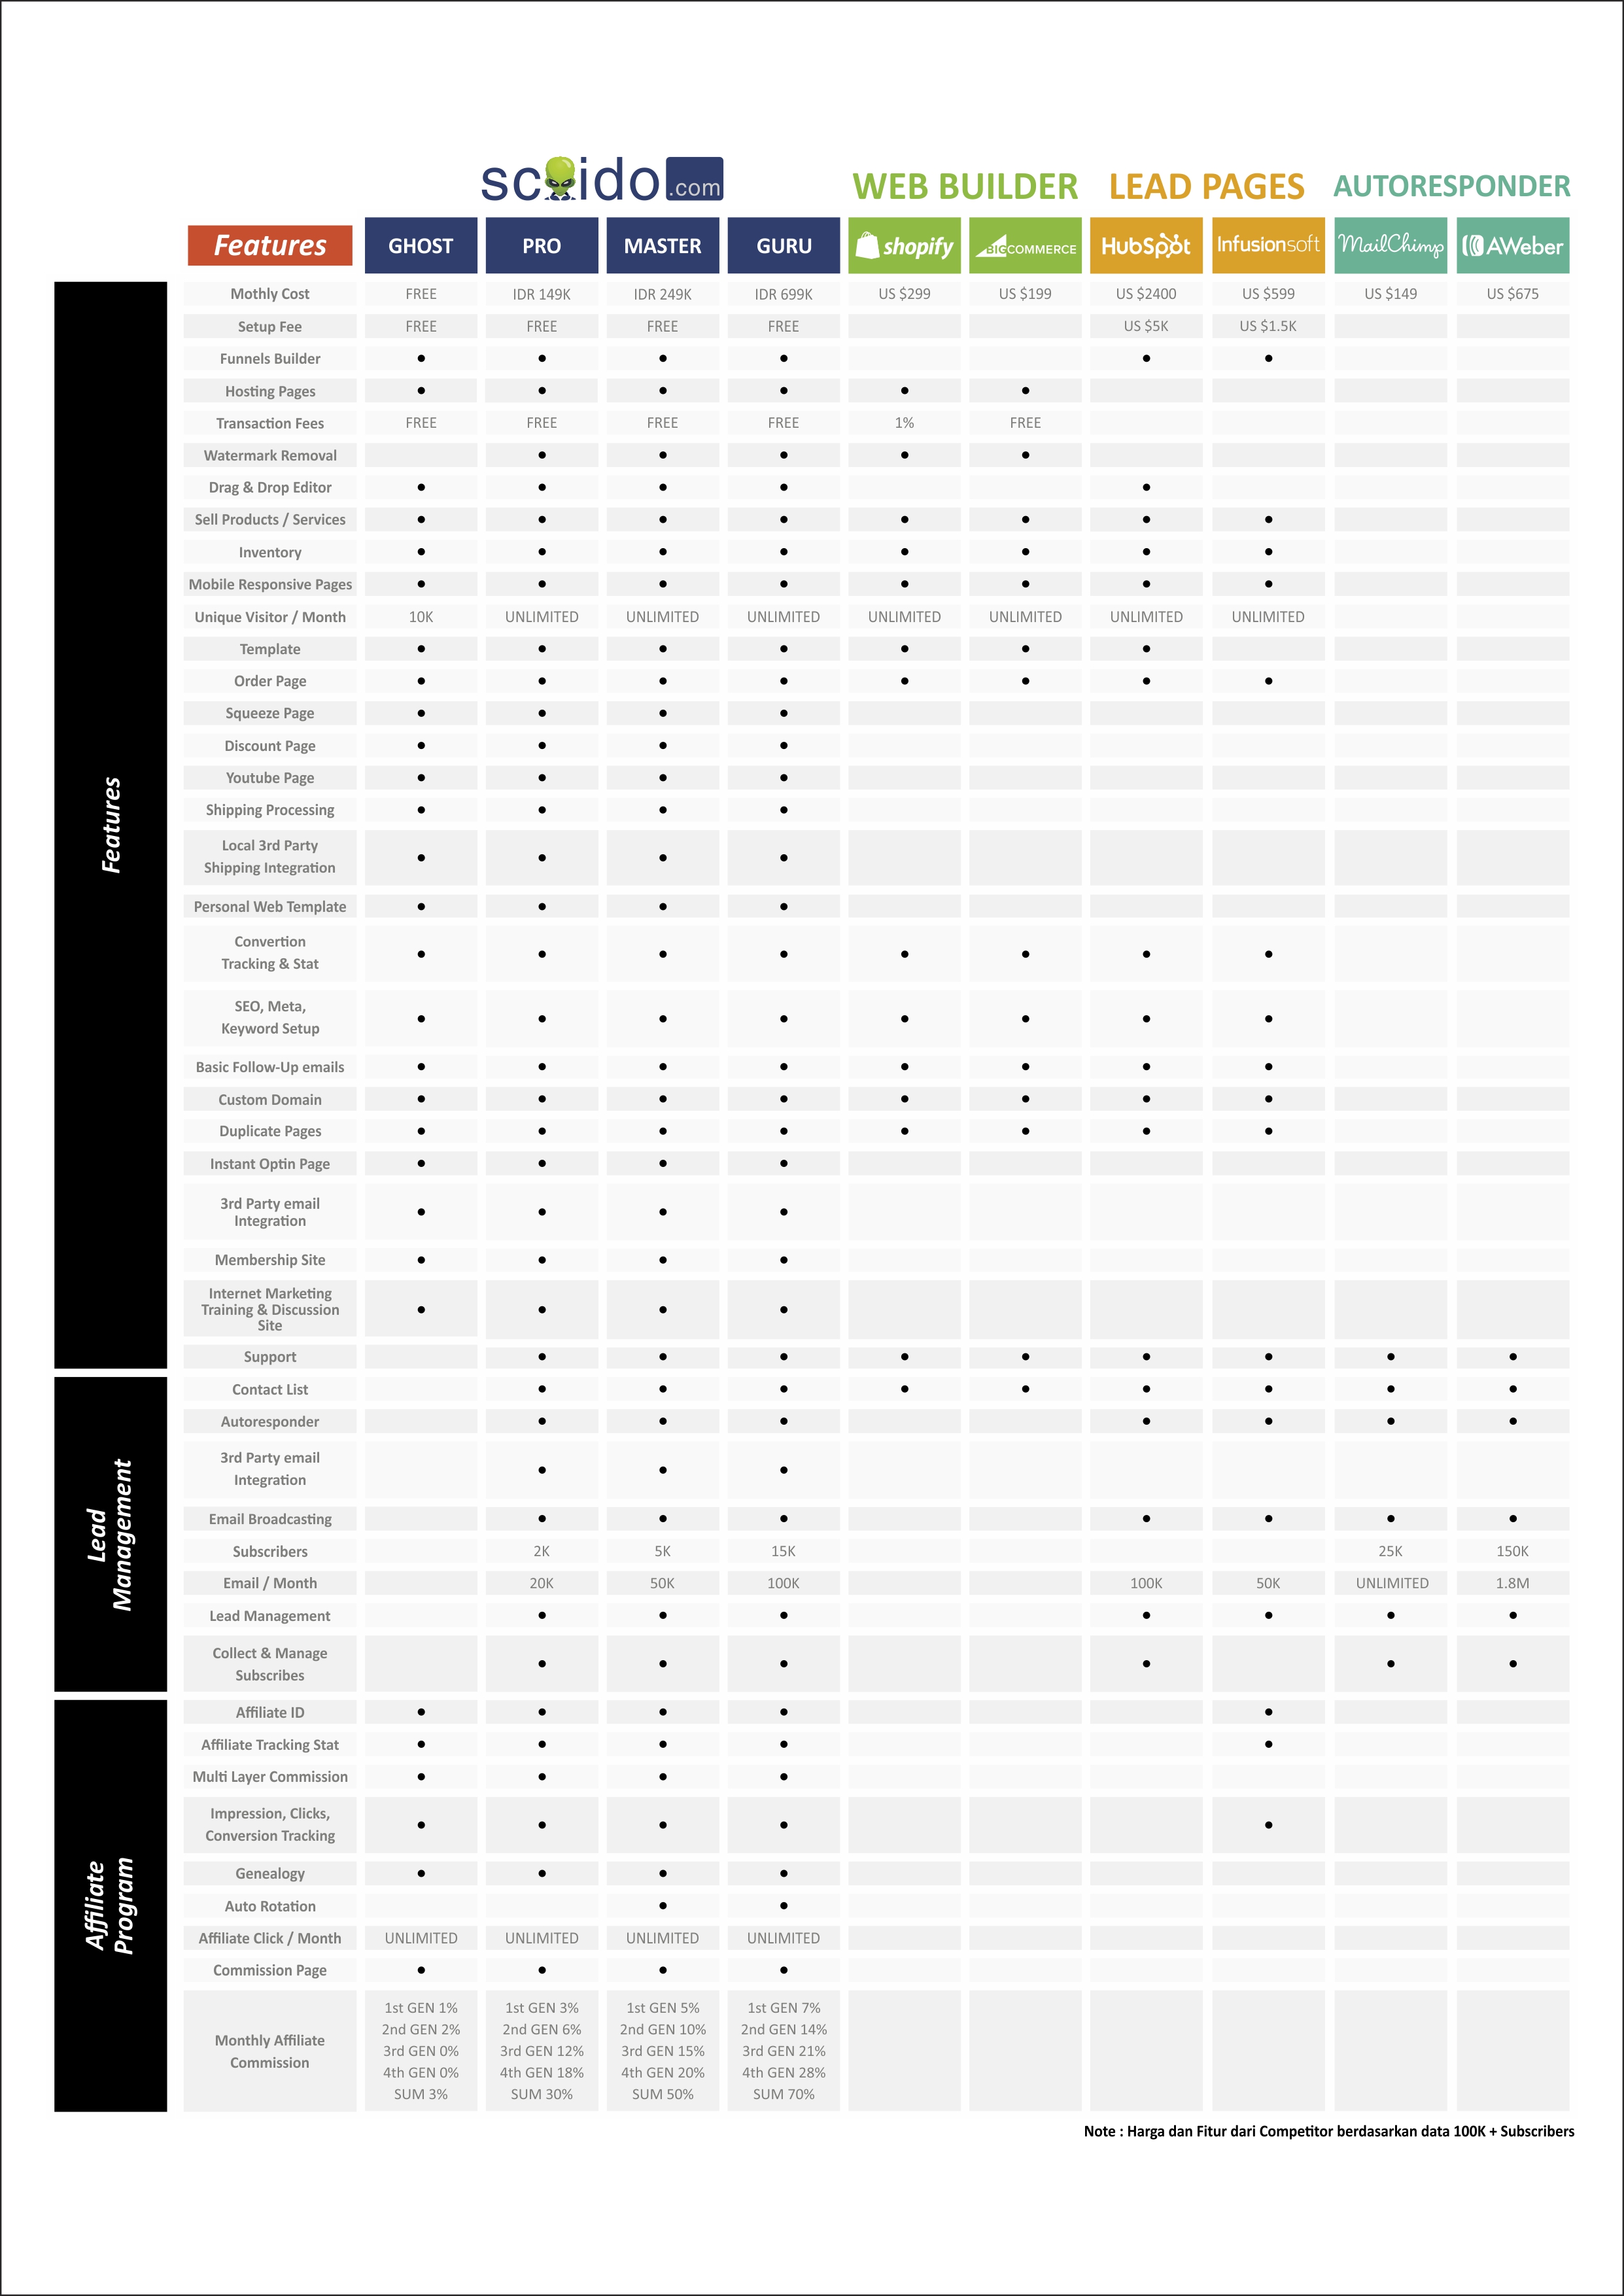 scoido.com
WEB BUILDER LEAD PAGES AUTORESPONDER
Features GHOST PRO MASTER GURU shopify BIGCOMMERCE HubSpot Infusionsoft MailChimp AWeber
Features
Mothly Cost FREE IDR 149K IDR 249K IDR 699K US $299 US $199 US $2400 US $599 US $149 US $675
Setup Fee FREE FREE FREE FREE US $5K US $1.5K
Funnels Builder • • • • • •
Hosting Pages • • • • • •
Transaction Fees FREE FREE FREE FREE 1% FREE
Watermark Removal • • • • •
Drag & Drop Editor • • • • •
Sell Products / Services • • • • • • • •
Inventory • • • • • • • •
Mobile Responsive Pages • • • • • • • •
Unique Visitor / Month 10K UNLIMITED UNLIMITED UNLIMITED UNLIMITED UNLIMITED UNLIMITED UNLIMITED
Template • • • • • • •
Order Page • • • • • • • •
Squeeze Page • • • •
Discount Page • • • •
Youtube Page • • • •
Shipping Processing • • • •
Local 3rd Party
Shipping Integration • • • •
Personal Web Template • • • •
Convertion
Tracking & Stat • • • • • • • •
SEO, Meta,
Keyword Setup • • • • • • • •
Basic Follow-Up emails • • • • • • • •
Custom Domain • • • • • • • •
Duplicate Pages • • • • • • • •
Instant Optin Page • • • •
3rd Party email
Integration • • • •
Membership Site • • • •
Internet Marketing
Training & Discussion
Site • • • •
Support • • • • • • • • •
Lead
Management
Contact List • • • • • • • • •
Autoresponder • • • • • • •
3rd Party email
Integration • • •
Email Broadcasting • • • • • • •
Subscribers 2K 5K 15K 25K 150K
Email / Month 20K 50K 100K 100K 50K UNLIMITED 1.8M
Lead Management • • • • • • •
Collect & Manage
Subscribes • • • • • •
Affiliate
Program
Affiliate ID • • • • •
Affiliate Tracking Stat • • • • •
Multi Layer Commission • • • •
Impression, Clicks,
Conversion Tracking • • • • •
Genealogy • • • •
Auto Rotation • •
Affiliate Click / Month UNLIMITED UNLIMITED UNLIMITED UNLIMITED
Commission Page • • • •
Monthly Affiliate
Commission
1st GEN 1% 1st GEN 3% 1st GEN 5% 1st GEN 7%
2nd GEN 2% 2nd GEN 6% 2nd GEN 10% 2nd GEN 14%
3rd GEN 0% 3rd GEN 12% 3rd GEN 15% 3rd GEN 21%
4th GEN 0% 4th GEN 18% 4th GEN 20% 4th GEN 28%
SUM 3% SUM 30% SUM 50% SUM 70%
Note : Harga dan Fitur dari Competitor berdasarkan data 100K + Subscribers